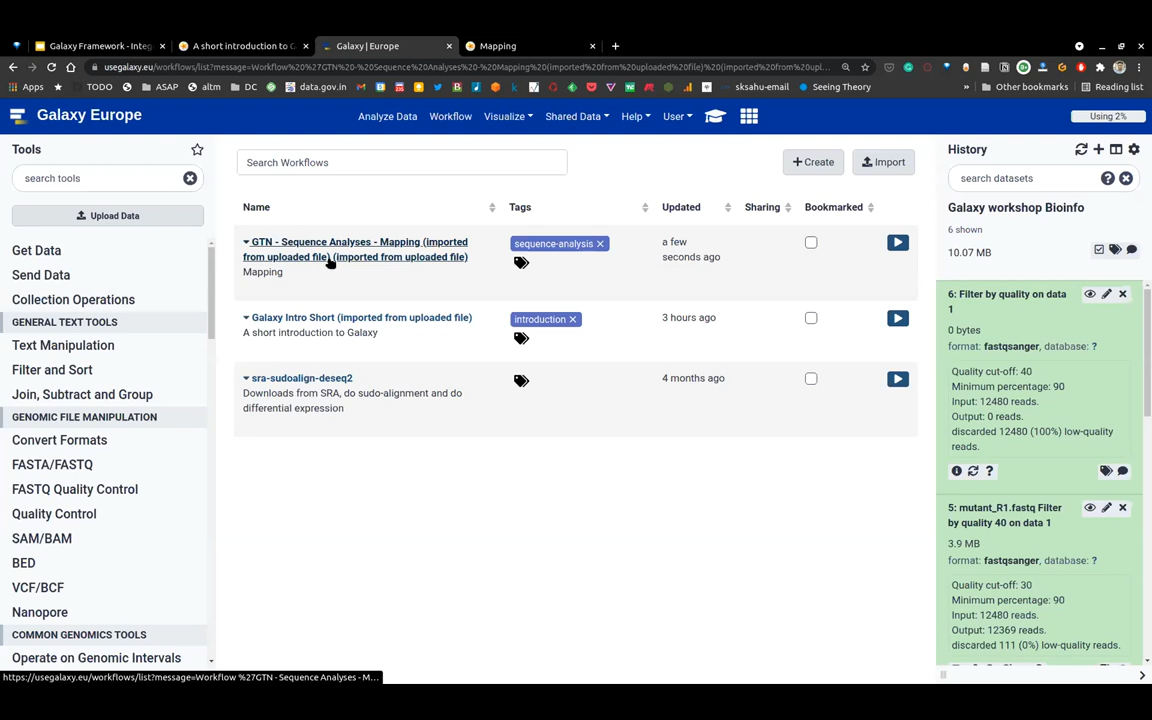 Galaxy Framework - Integ
A short introduction to G
Galaxy | Europe
Mapping
usegalaxy.eu/workflows/list?message=Workflow%20%27GTN%20-%20Sequence%20Analyses%20-%20Mapping%20(imported%20from%20uploaded%20file)%20(imported%20from%20upl...
Apps
TODO
ASAP
altm
DC
data.gov.in
sksahu-email
Seeing Theory
»
Other bookmarks
Reading list
Galaxy Europe
Analyze Data
Workflow
Visualize
Shared Data
Help
User
Using 2%
Tools
search tools
Upload Data
Get Data
Send Data
Collection Operations
GENERAL TEXT TOOLS
Text Manipulation
Filter and Sort
Join, Subtract and Group
GENOMIC FILE MANIPULATION
Convert Formats
FASTA/FASTQ
FASTQ Quality Control
Quality Control
SAM/BAM
BED
VCF/BCF
Nanopore
COMMON GENOMICS TOOLS
Operate on Genomic Intervals
Search Workflows
+Create
Import
Name
Tags
Updated
Sharing
Bookmarked
GTN - Sequence Analyses - Mapping (imported
from uploaded file) (imported from uploaded file)
Mapping
sequence-analysis
a few
seconds ago
Galaxy Intro Short (imported from uploaded file)
A short introduction to Galaxy
introduction
3 hours ago
sra-sudoalign-deseq2
Downloads from SRA, do sudo-alignment and do
differential expression
4 months ago
History
search datasets
Galaxy workshop Bioinfo
6 shown
10.07 MB
6: Filter by quality on data
1
0 bytes
format: fastqsanger, database: ?
Quality cut-off: 40
Minimum percentage: 90
Input: 12480 reads.
Output: 0 reads.
discarded 12480 (100%) low-quality
reads.
5: mutant_R1.fastq Filter
by quality 40 on data 1
3.9 MB
format: fastqsanger, database: ?
Quality cut-off: 30
Minimum percentage: 90
Input: 12480 reads.
Output: 12369 reads.
discarded 111 (0%) low-quality reads.
https://usegalaxy.eu/workflows/list?message=Workflow %27GTN - Sequence Analyses - M...